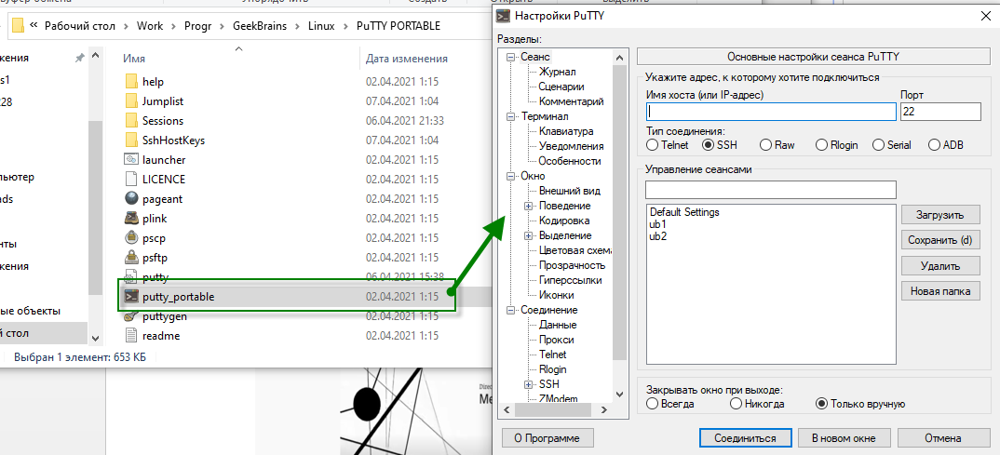 Рабочий стол > Work > Progr > GeekBrains > Linux > PuTTY PORTABLE
Имя Дата изменения
help 02.04.2021 1:15
Jumplist 07.04.2021 1:04
Sessions 06.04.2021 21:33
SshHostKeys 07.04.2021 1:04
launcher 02.04.2021 1:15
LICENCE 02.04.2021 1:15
pageant 02.04.2021 1:15
plink 02.04.2021 1:15
pscp 02.04.2021 1:15
psftp 02.04.2021 1:15
putty 06.04.2021 15:38
putty_portable 02.04.2021 1:15
puttygen 02.04.2021 1:15
readme 02.04.2021 1:15
жения
s1
228
пьютер
ads
енты
жения
ые объекты
й стол
Выбран 1 элемент: 653 КБ
Настройки PuTTY
Разделы:
Сеанс
Журнал
Сценарии
Комментарий
Терминал
Клавиатура
Уведомления
Особенности
Окно
Внешний вид
Поведение
Кодировка
Выделение
Цветовая схема
Прозрачность
Гиперссылки
Иконки
Соединение
Данные
Прокси
Telnet
Rlogin
SSH
ZModem
Основные настройки сеанса PuTTY
Укажите адрес, к которому хотите подключиться
Имя хоста (или IP-адрес) Порт
22
Тип соединения:
Telnet SSH Raw Rlogin Serial ADB
Управление сеансами
Default Settings
ub1
ub2
Загрузить
Сохранить (d)
Удалить
Новая папка
Закрывать окно при выходе:
Всегда Никогда Только вручную
О Программе Соединиться В новом окне Отмена